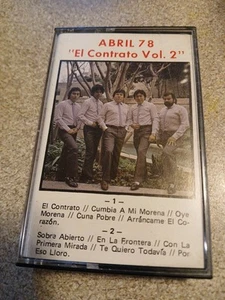 ABRIL 78
"El Contrato Vol. 2"
- 1 -
El Contrato // Cumbia A Mi Morena // Oye
Morena // Cuna Pobre // Arráncame El Co-
razón.
- 2 -
Sobra Abierto // En La Frontera // Con La
Primera Mirada // Te Quiero Todavía // Por
Eso Lloro.